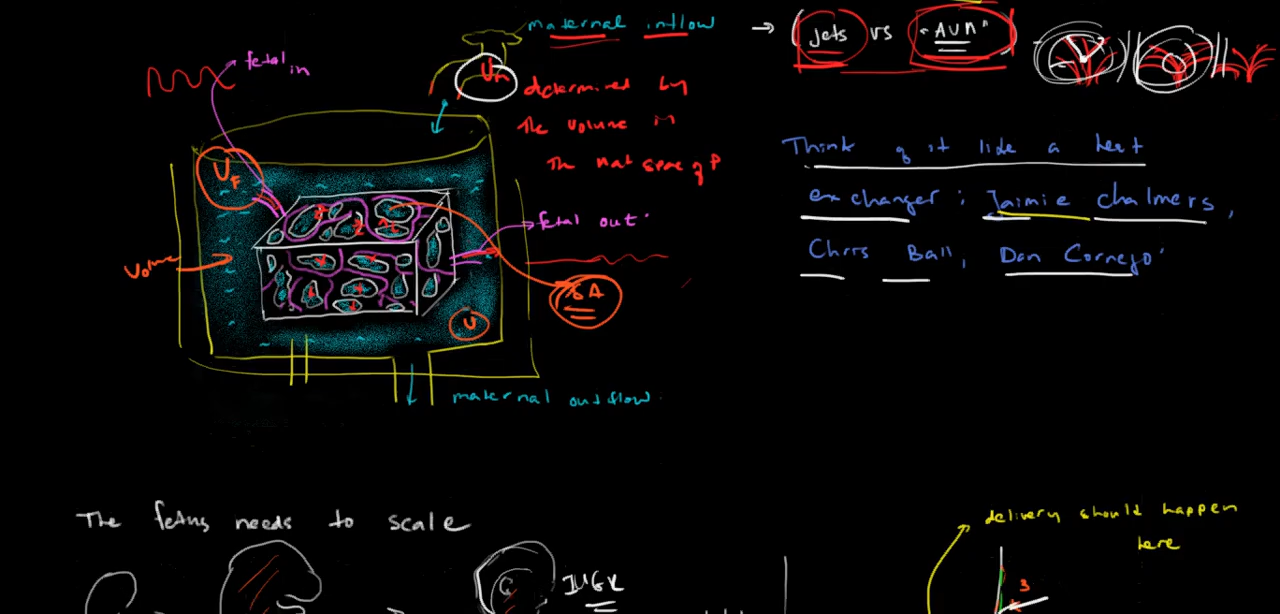 maternal inflow
→ (Jets vs "AVM")
fetal in
determined by
The volume in
The mat space of P
UF
Think of it like a heat
exchanger: Jaimie Chalmers,
Chris Ball, Dan Cornejo
fetal out
Volume
SA
U
maternal outflow
The fetus needs to scale
delivery should happen
here
IUGR
3